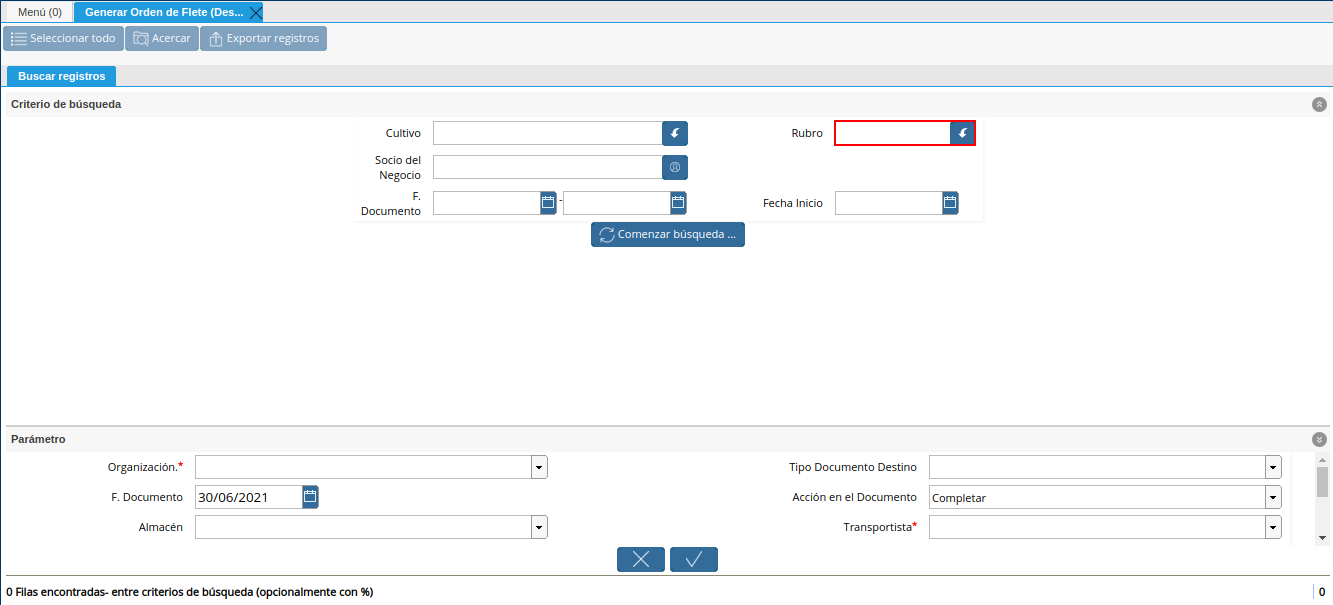 Menú (0)
Generar Orden de Flete (Des...
Seleccionar todo
Acercar
Exportar registros
Buscar registros
Criterio de búsqueda
Cultivo
Rubro
Socio del
Negocio
F.
Documento
-
Fecha Inicio
Comenzar búsqueda ...
Parámetro
Organización.*
Tipo Documento Destino
F. Documento
30/06/2021
Acción en el Documento
Completar
Almacén
Transportista*
0 Filas encontradas- entre criterios de búsqueda (opcionalmente con %)
0